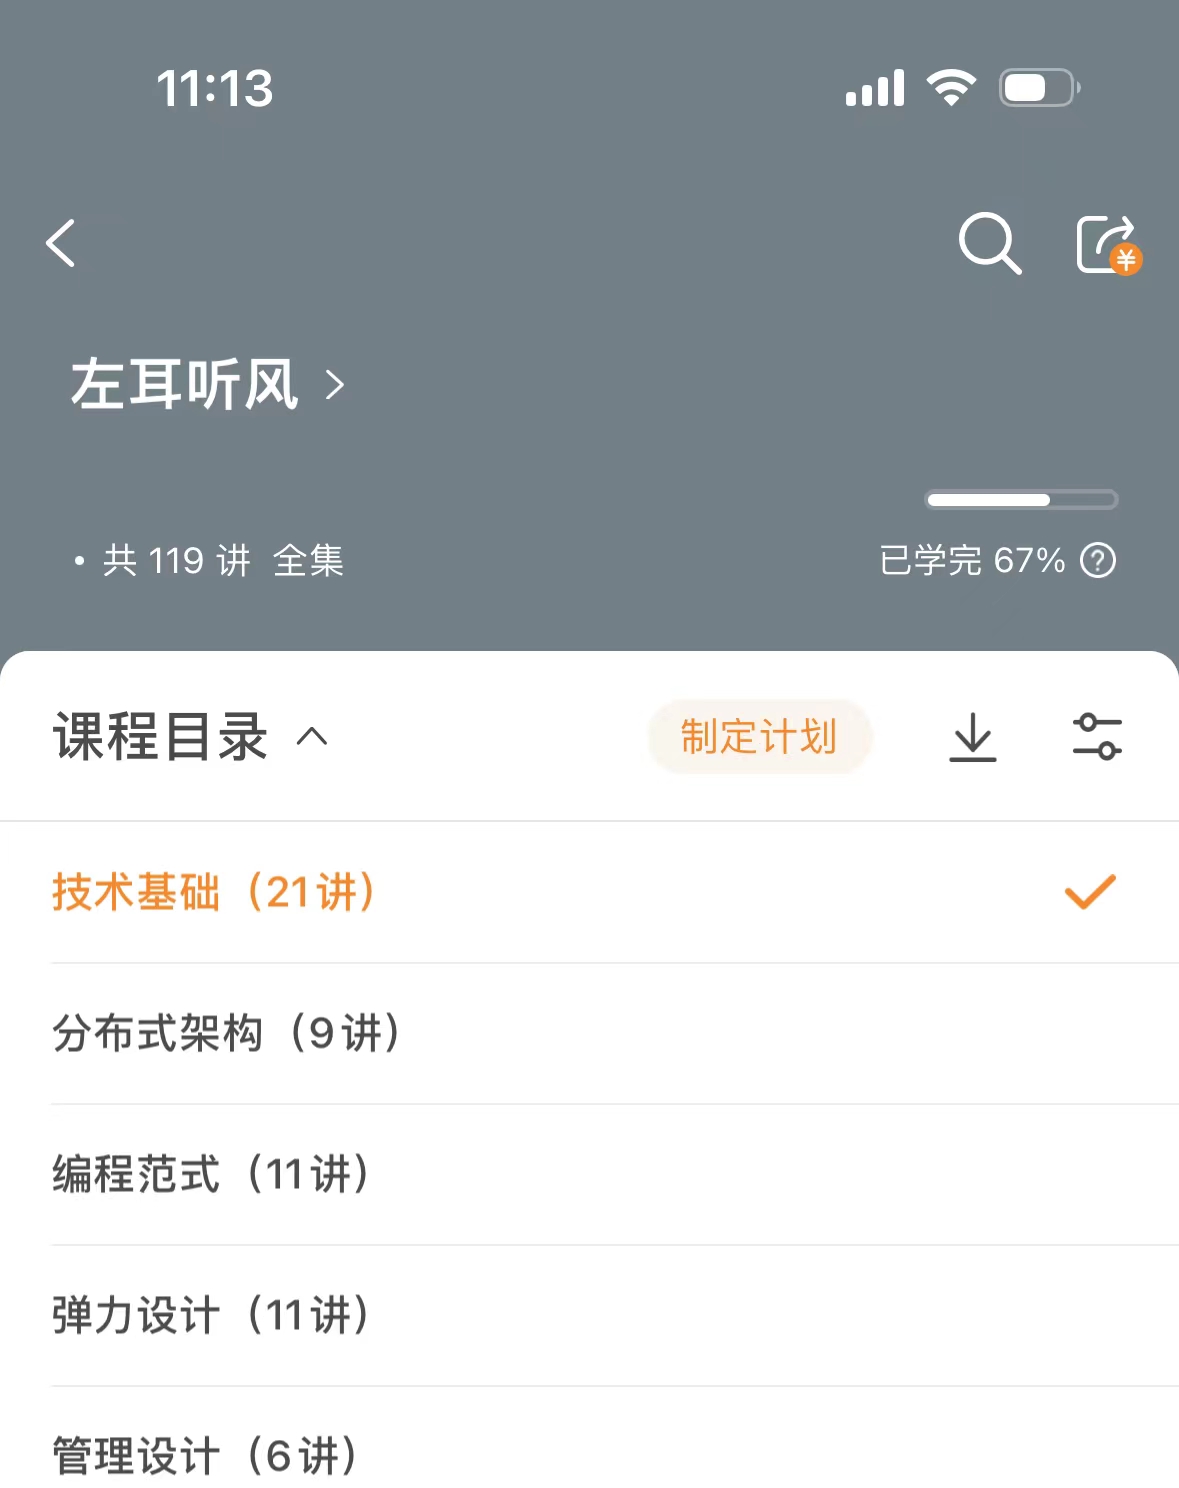 11:13
¥
左耳听风
• 共 119 讲 全集
已学完 67% ?
课程目录
制定计划
技术基础（21讲）
分布式架构（9讲）
编程范式（11讲）
弹力设计（11讲）
管理设计（6讲）